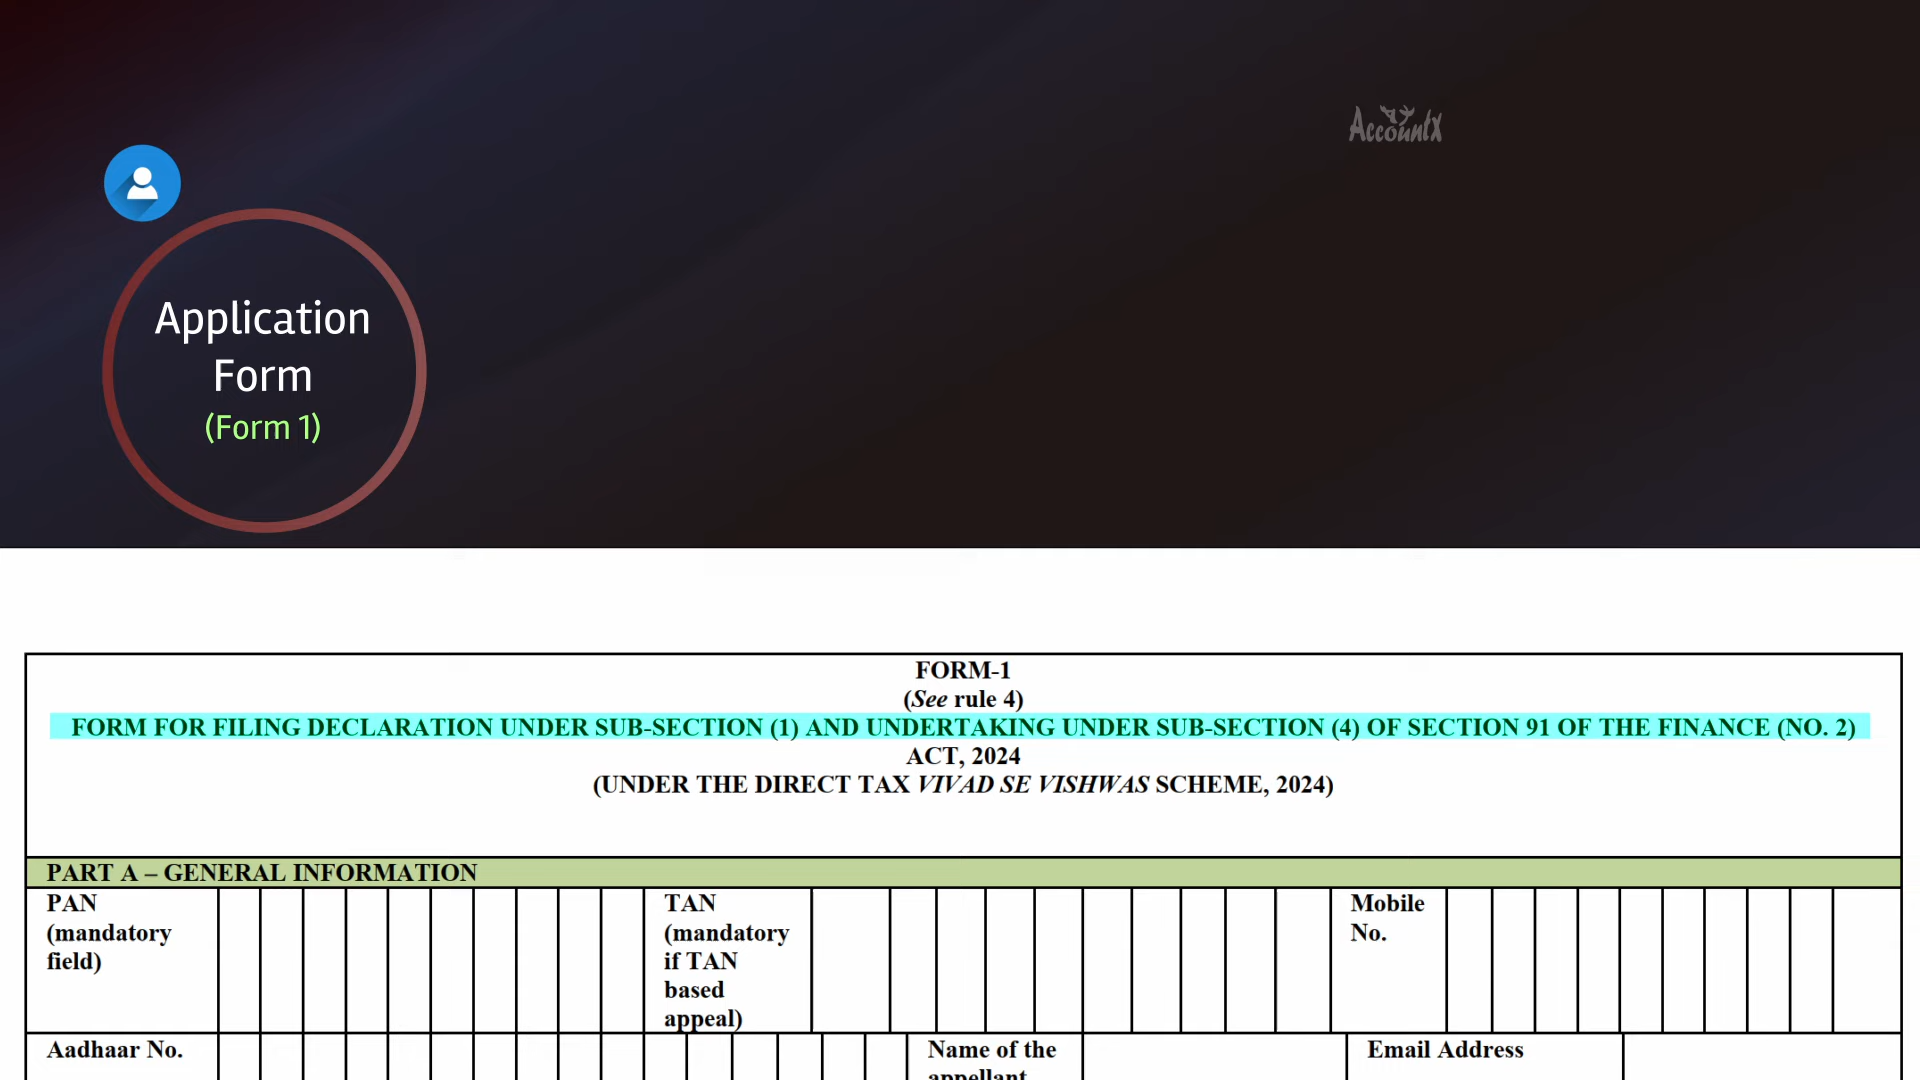 AccountX
Application
Form
(Form 1)
FORM-1
(See rule 4)
FORM FOR FILING DECLARATION UNDER SUB-SECTION (1) AND UNDERTAKING UNDER SUB-SECTION (4) OF SECTION 91 OF THE FINANCE (NO. 2)
ACT, 2024
(UNDER THE DIRECT TAX VIVAD SE VISHWAS SCHEME, 2024)
PART A – GENERAL INFORMATION
PAN
(mandatory
field)
TAN
(mandatory
if TAN
based
appeal)
Mobile
No.
Aadhaar No.
Name of the
appellant
Email Address